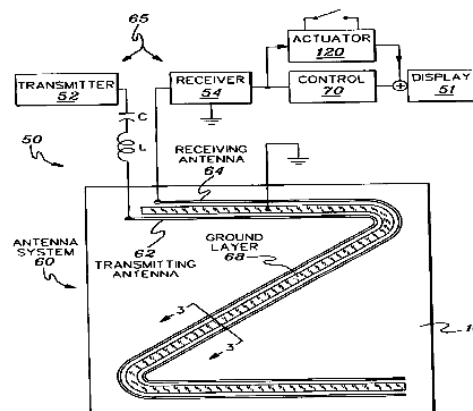 65
ACTUATOR
120
TRANSMITTER
52
RECEIVER
54
CONTROL
70
DISPLAY
51
C
L
50
RECEIVING
ANTENNA
64
ANTENNA
SYSTEM
60
62
TRANSMITTING
ANTENNA
GROUND
LAYER
68
3
3